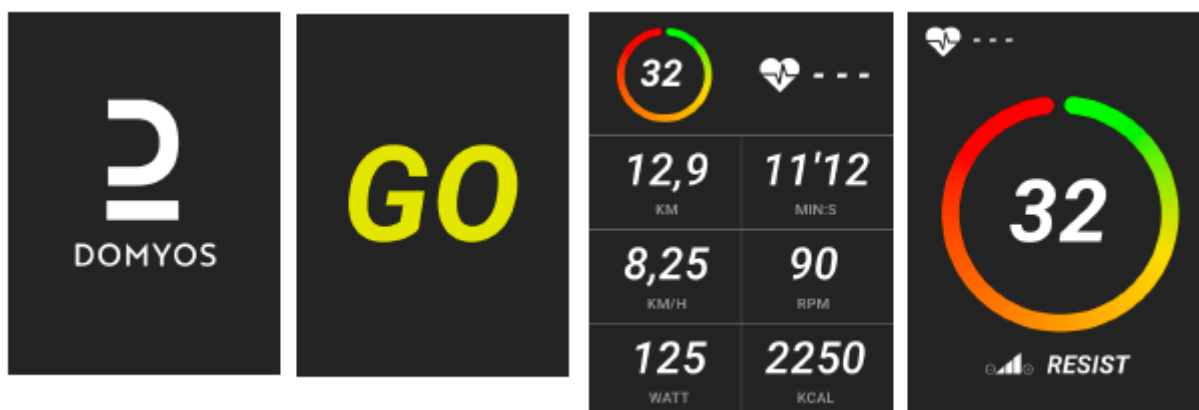 DOMYOS
GO
32
- - -
12,9 11'12
KM MIN:S
8,25 90
KM/H RPM
125 2250
WATT KCAL
- - -
32
RESIST